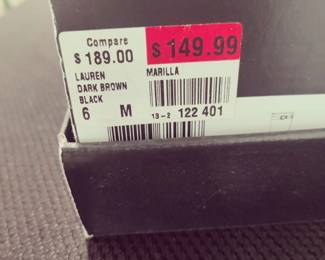 Compare
$ 189.00 $ 149.99
LAUREN MARILLA
DARK BROWN
BLACK
6 M 13-2 122 401